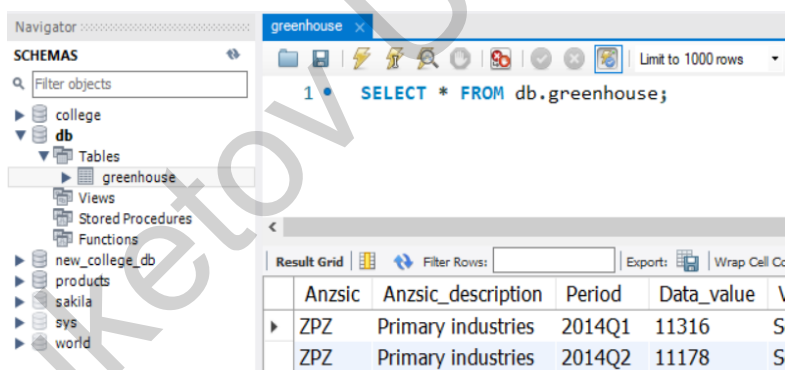 Navigator
SCHEMAS
Filter objects
college
db
Tables
greenhouse
Views
Stored Procedures
Functions
new_college_db
products
sakila
sys
world
greenhouse
Limit to 1000 rows
1 SELECT * FROM db.greenhouse;
Result Grid Filter Rows: Export: Wrap Cell Co
Anzsic Anzsic_description Period Data_value
ZPZ Primary industries 2014Q1 11316
ZPZ Primary industries 2014Q2 11178